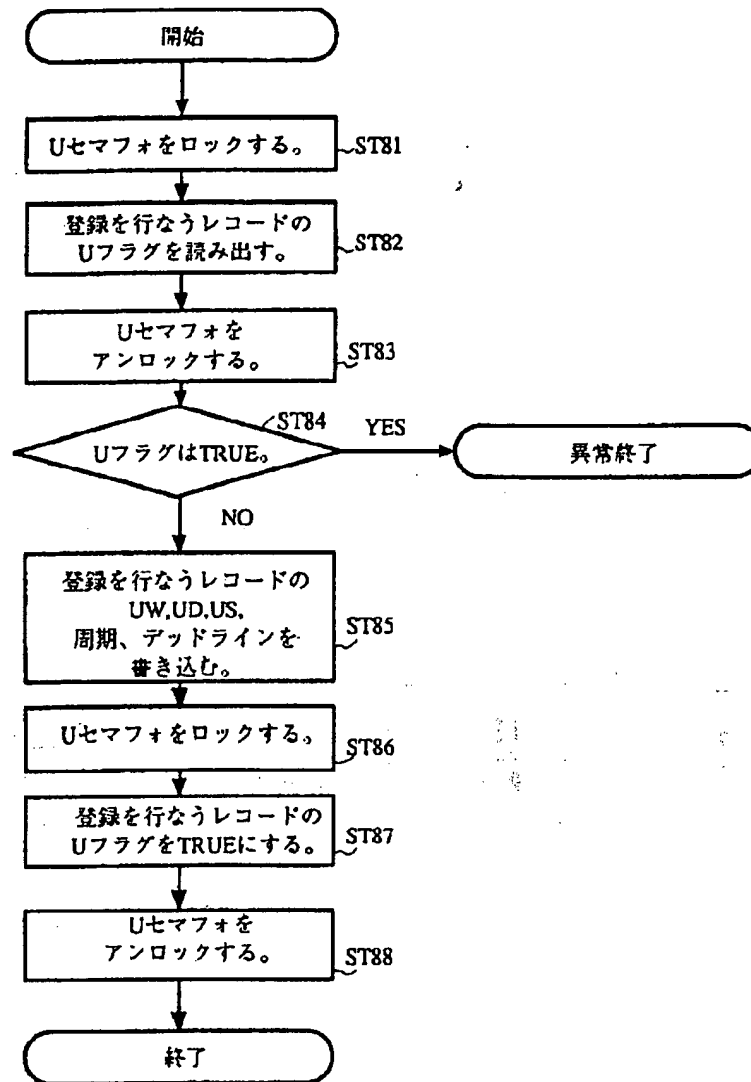 開始
Uセマフォをロックする。
ST81
登録を行なうレコードの
Uフラグを読み出す。
ST82
Uセマフォを
アンロックする。
ST83
ST84
UフラグはTRUE。
YES
異常終了
NO
登録を行なうレコードの
UW,UD,US,
周期、デッドラインを
書き込む。
ST85
Uセマフォをロックする。
ST86
登録を行なうレコードの
UフラグをTRUEにする。
ST87
Uセマフォを
アンロックする。
ST88
終了